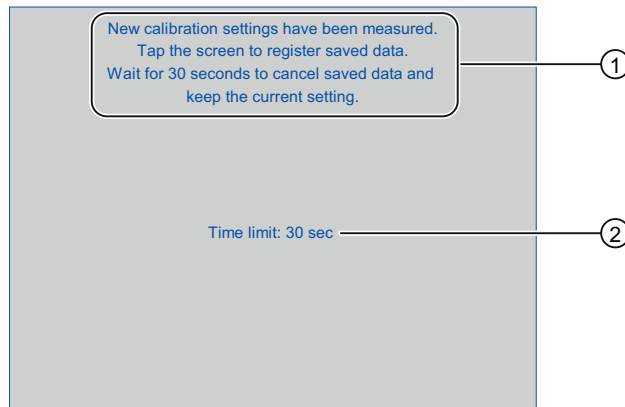 New calibration settings have been measured.
Tap the screen to register saved data.
Wait for 30 seconds to cancel saved data and
keep the current setting.
1
Time limit: 30 sec
2